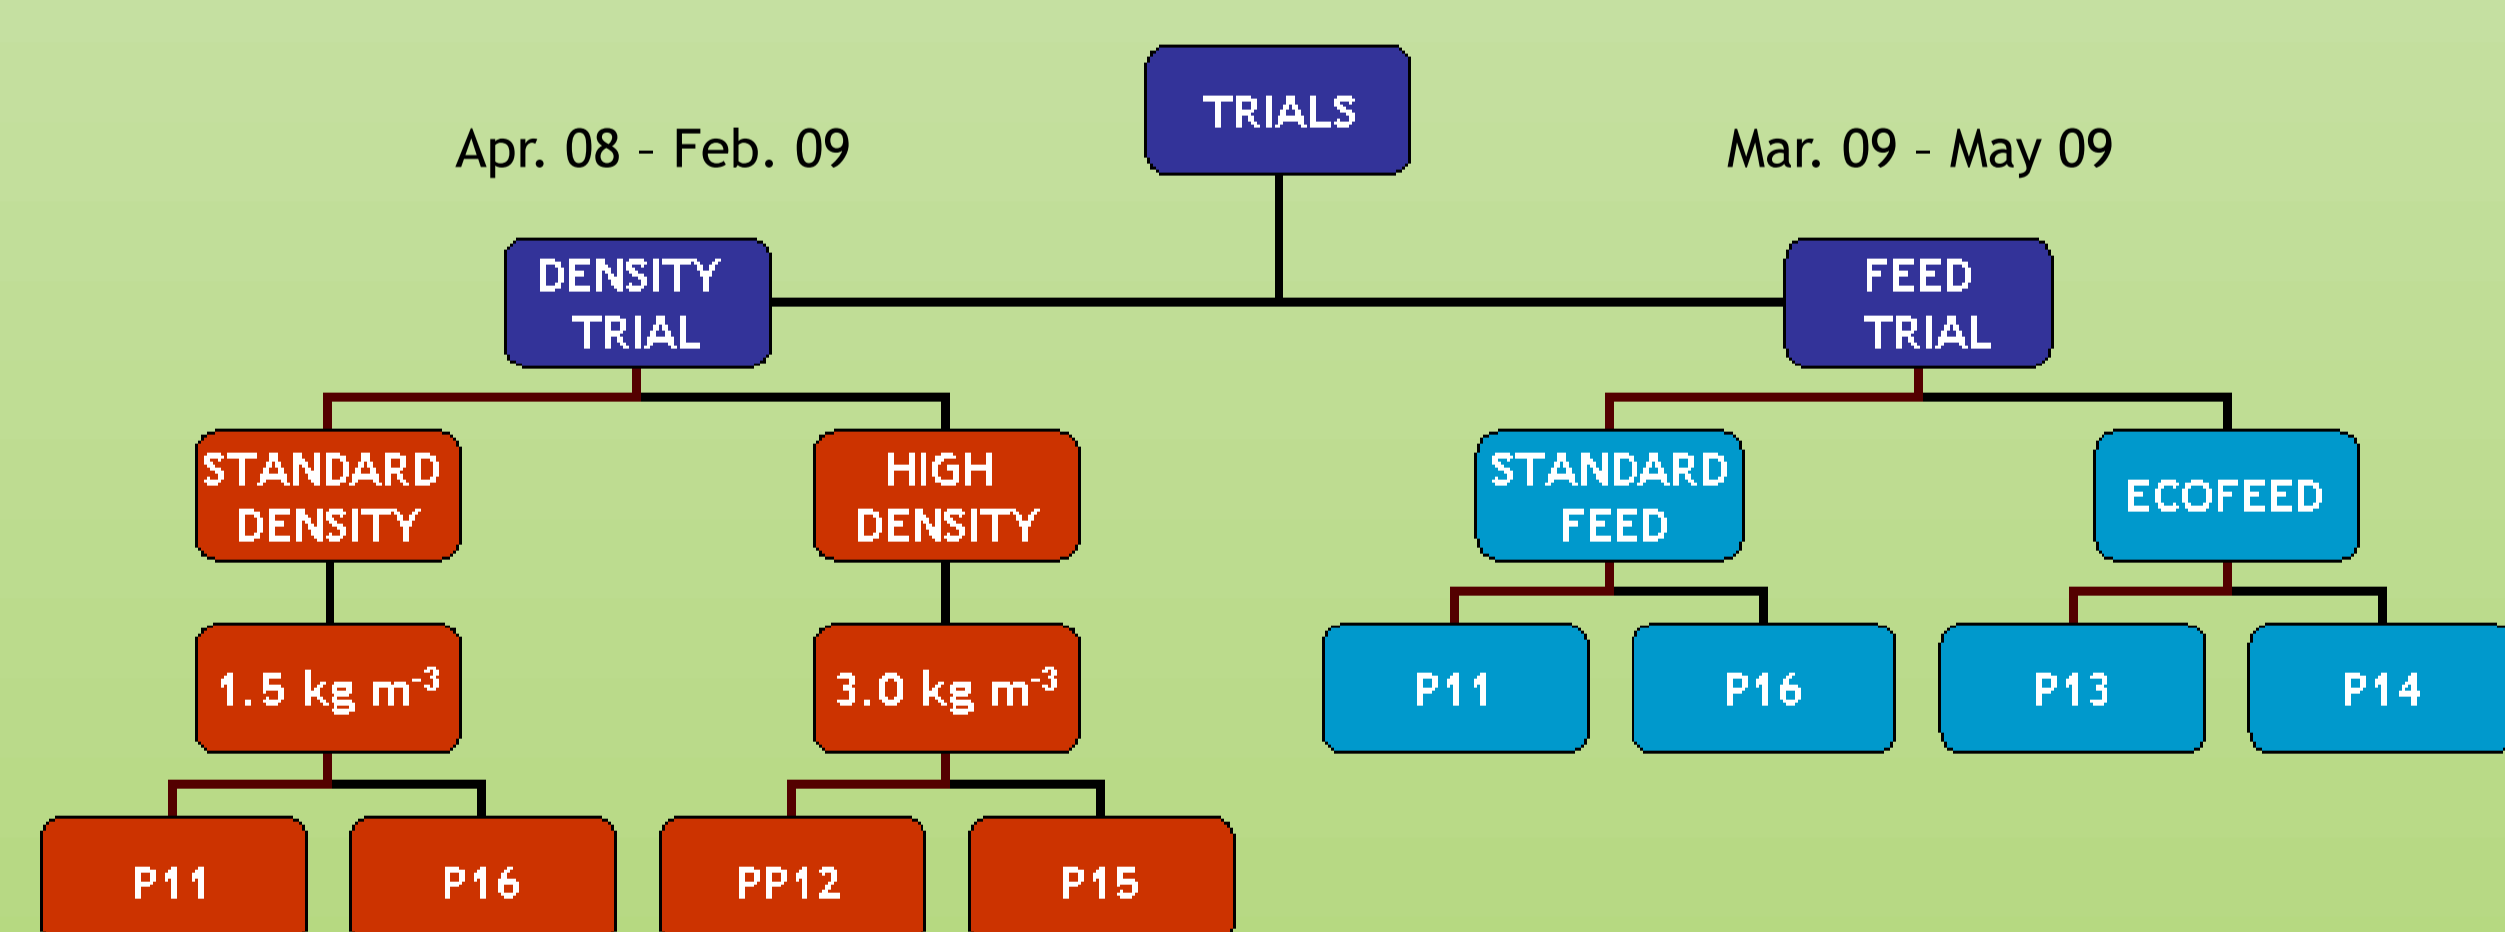 TRIALS
Apr. 08 - Feb. 09
Mar. 09 - May 09
DENSITY
TRIAL
FEED
TRIAL
STANDARD
DENSITY
HIGH
DENSITY
STANDARD
FEED
ECOFEED
1.5 kg m⁻³
3.0 kg m⁻³
P11
P16
P13
P14
P11
P16
PP12
P15